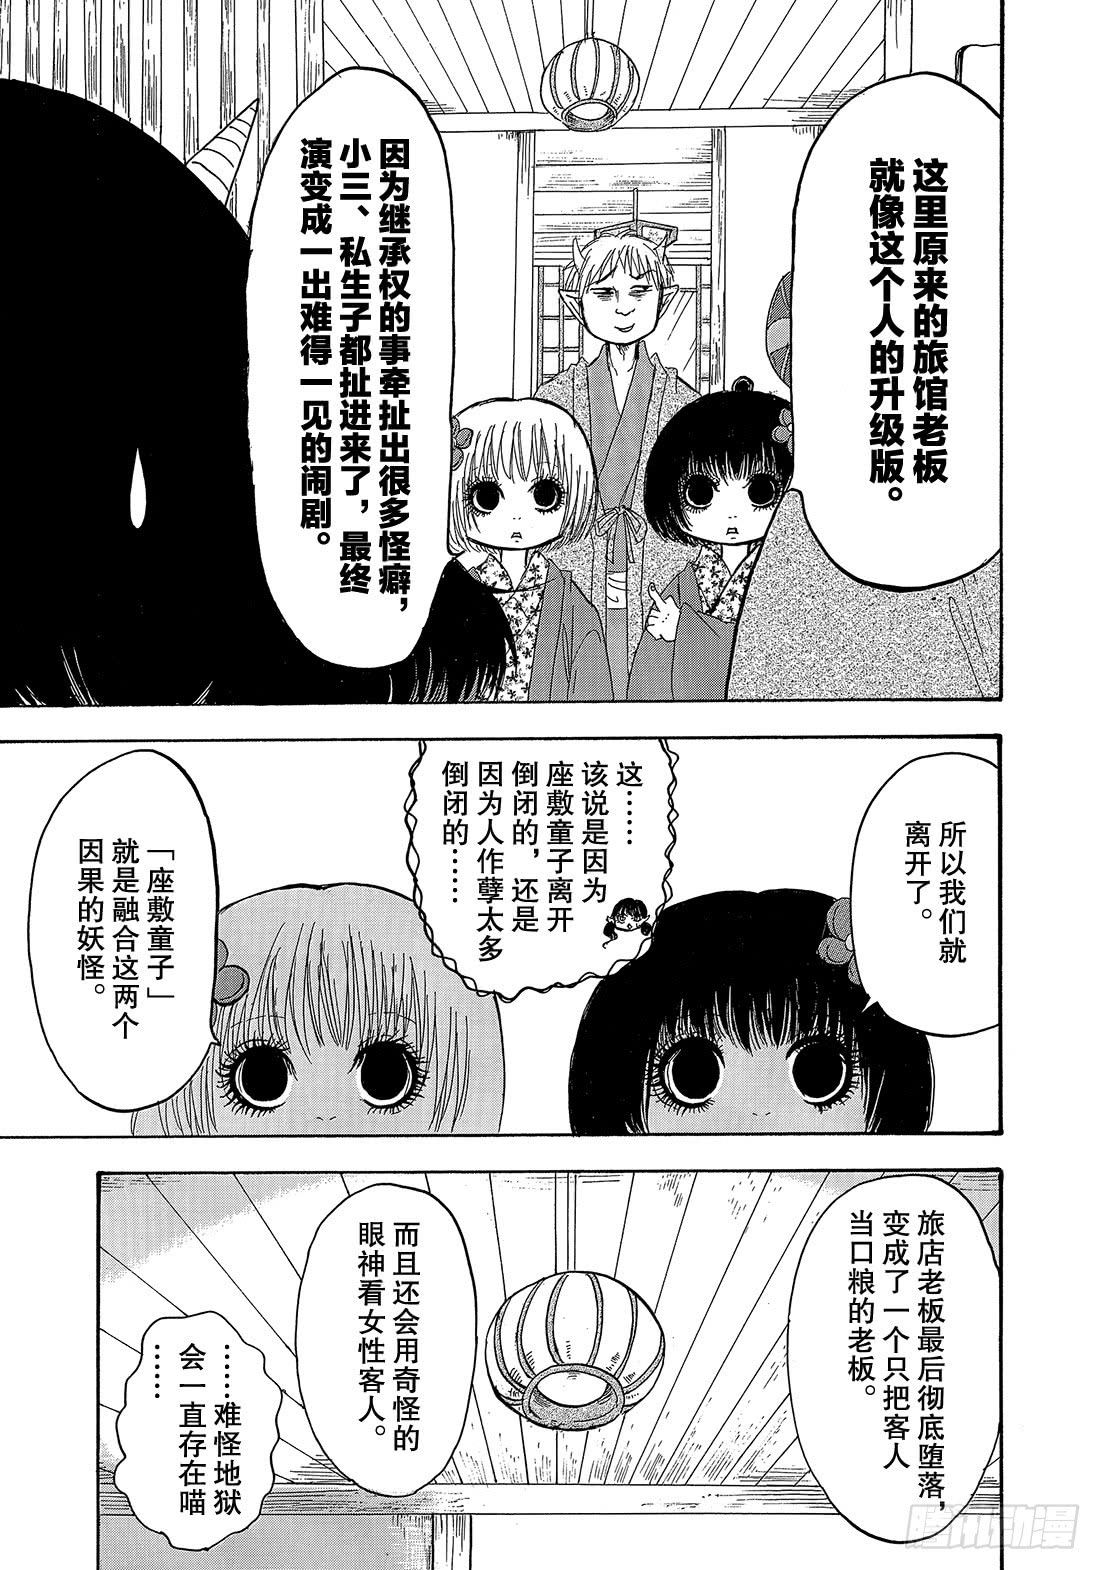 这里原来的旅馆老板
就像这个人的升级版。
因为继承权的事牵扯出很多怪癖，
小三、私生子都扯进来了，最终
演变成一出难得一见的闹剧。
所以我们就
离开了。
这……
该说是因为
座敷童子离开
倒闭的，还是
因为人作孽太多
倒闭的……
「座敷童子」
就是融合这两个
因果的妖怪。
旅店老板最后彻底堕落，
变成了一个只把客人
当口粮的老板。
而且还会用奇怪的
眼神看女性客人。
……难怪地狱
会一直存在喵
……
腾讯动漫